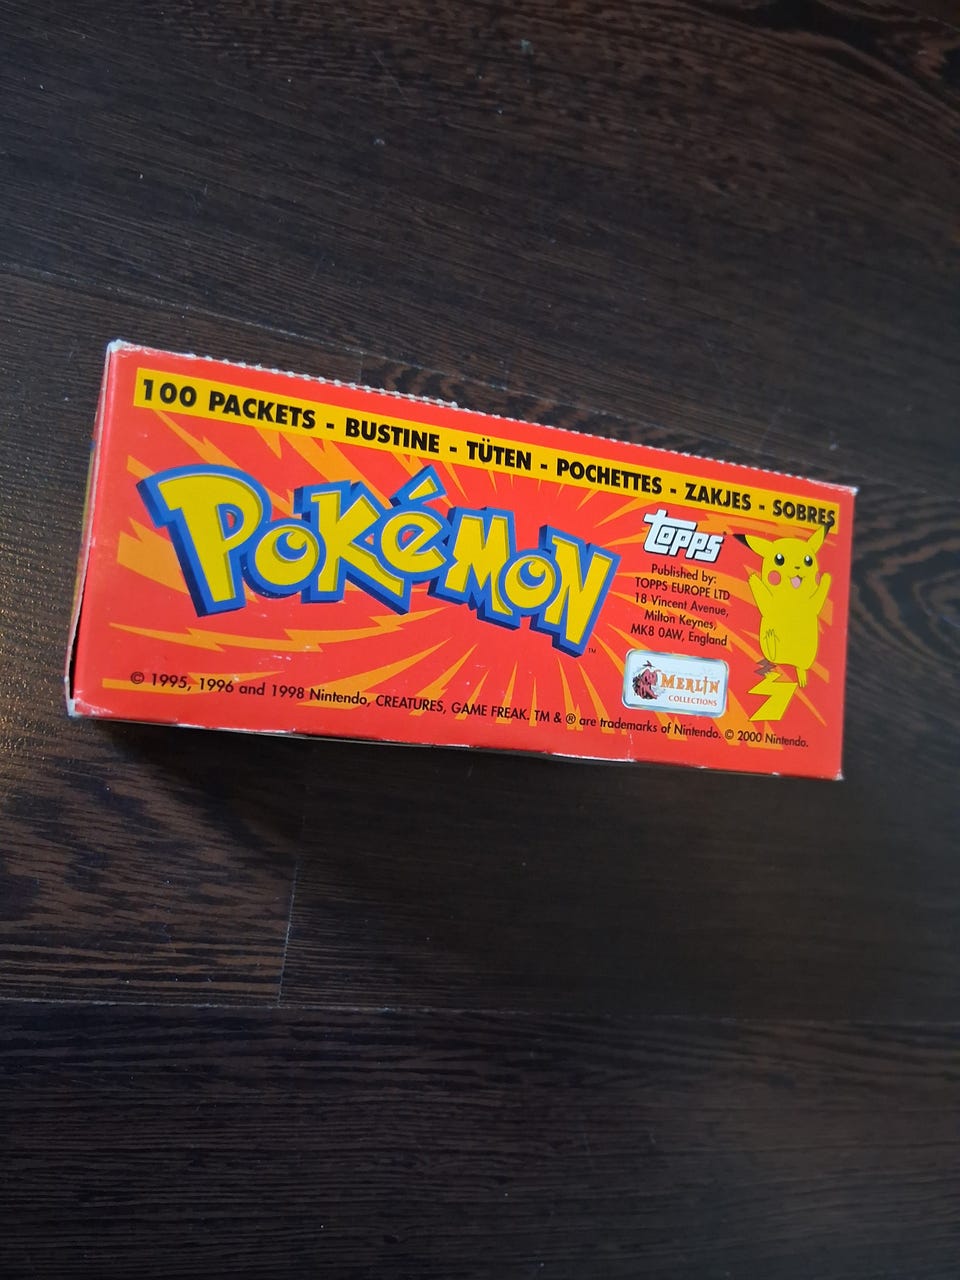 100 PACKETS - BUSTINE - TÜTEN - POCHETTES - ZAKJES - SOBRES
POKéMON
TM
topps
Published by:
TOPPS EUROPE LTD
18 Vincent Avenue,
Milton Keynes,
MK8 0AW, England
MERLIN
COLLECTIONS
© 1995, 1996 and 1998 Nintendo, CREATURES, GAME FREAK. TM & ® are trademarks of Nintendo. © 2000 Nintendo.